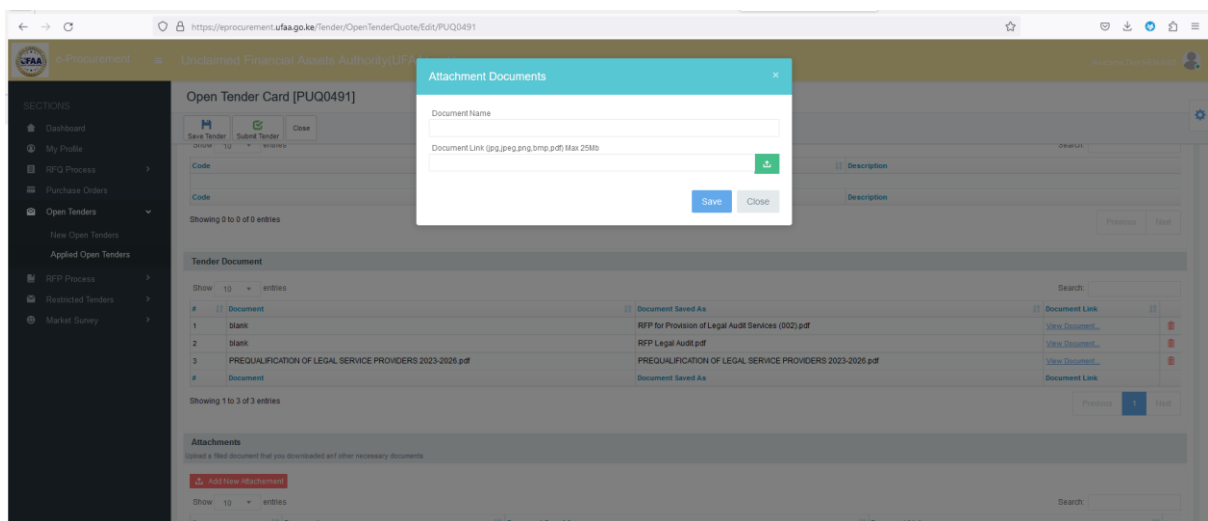 https://eprocurement.ufaa.go.ke/Tender/OpenTenderQuote/Edit/PUQ0491
UFAA
e-Procurement
Unclaimed Financial Assets Authority(UFA
Attachment Documents
×
SECTIONS
Dashboard
My Profile
RFQ Process
Purchase Orders
Open Tenders
New Open Tenders
Applied Open Tenders
RFP Process
Restricted Tenders
Market Survey
Open Tender Card [PUQ0491]
Save Tender
Submit Tender
Close
Document Name
Document Link (jpg,jpeg,png,bmp,pdf) Max 25Mb
Save
Close
Show 10 entries
Search:
Code
Description
Code
Description
Showing 0 to 0 of 0 entries
Previous
Next
Tender Document
Show 10 entries
Search:
# Document Document Saved As Document Link
1 blank RFP for Provision of Legal Audit Services (002).pdf View Document...
2 blank RFP Legal Audit.pdf View Document...
3 PREQUALIFICATION OF LEGAL SERVICE PROVIDERS 2023-2026.pdf PREQUALIFICATION OF LEGAL SERVICE PROVIDERS 2023-2026.pdf View Document...
# Document Document Saved As Document Link
Showing 1 to 3 of 3 entries
Previous 1 Next
Attachments
Upload a filled document that you downloaded anf other necessary documents
Add New Attachement
Show 10 entries
Search: